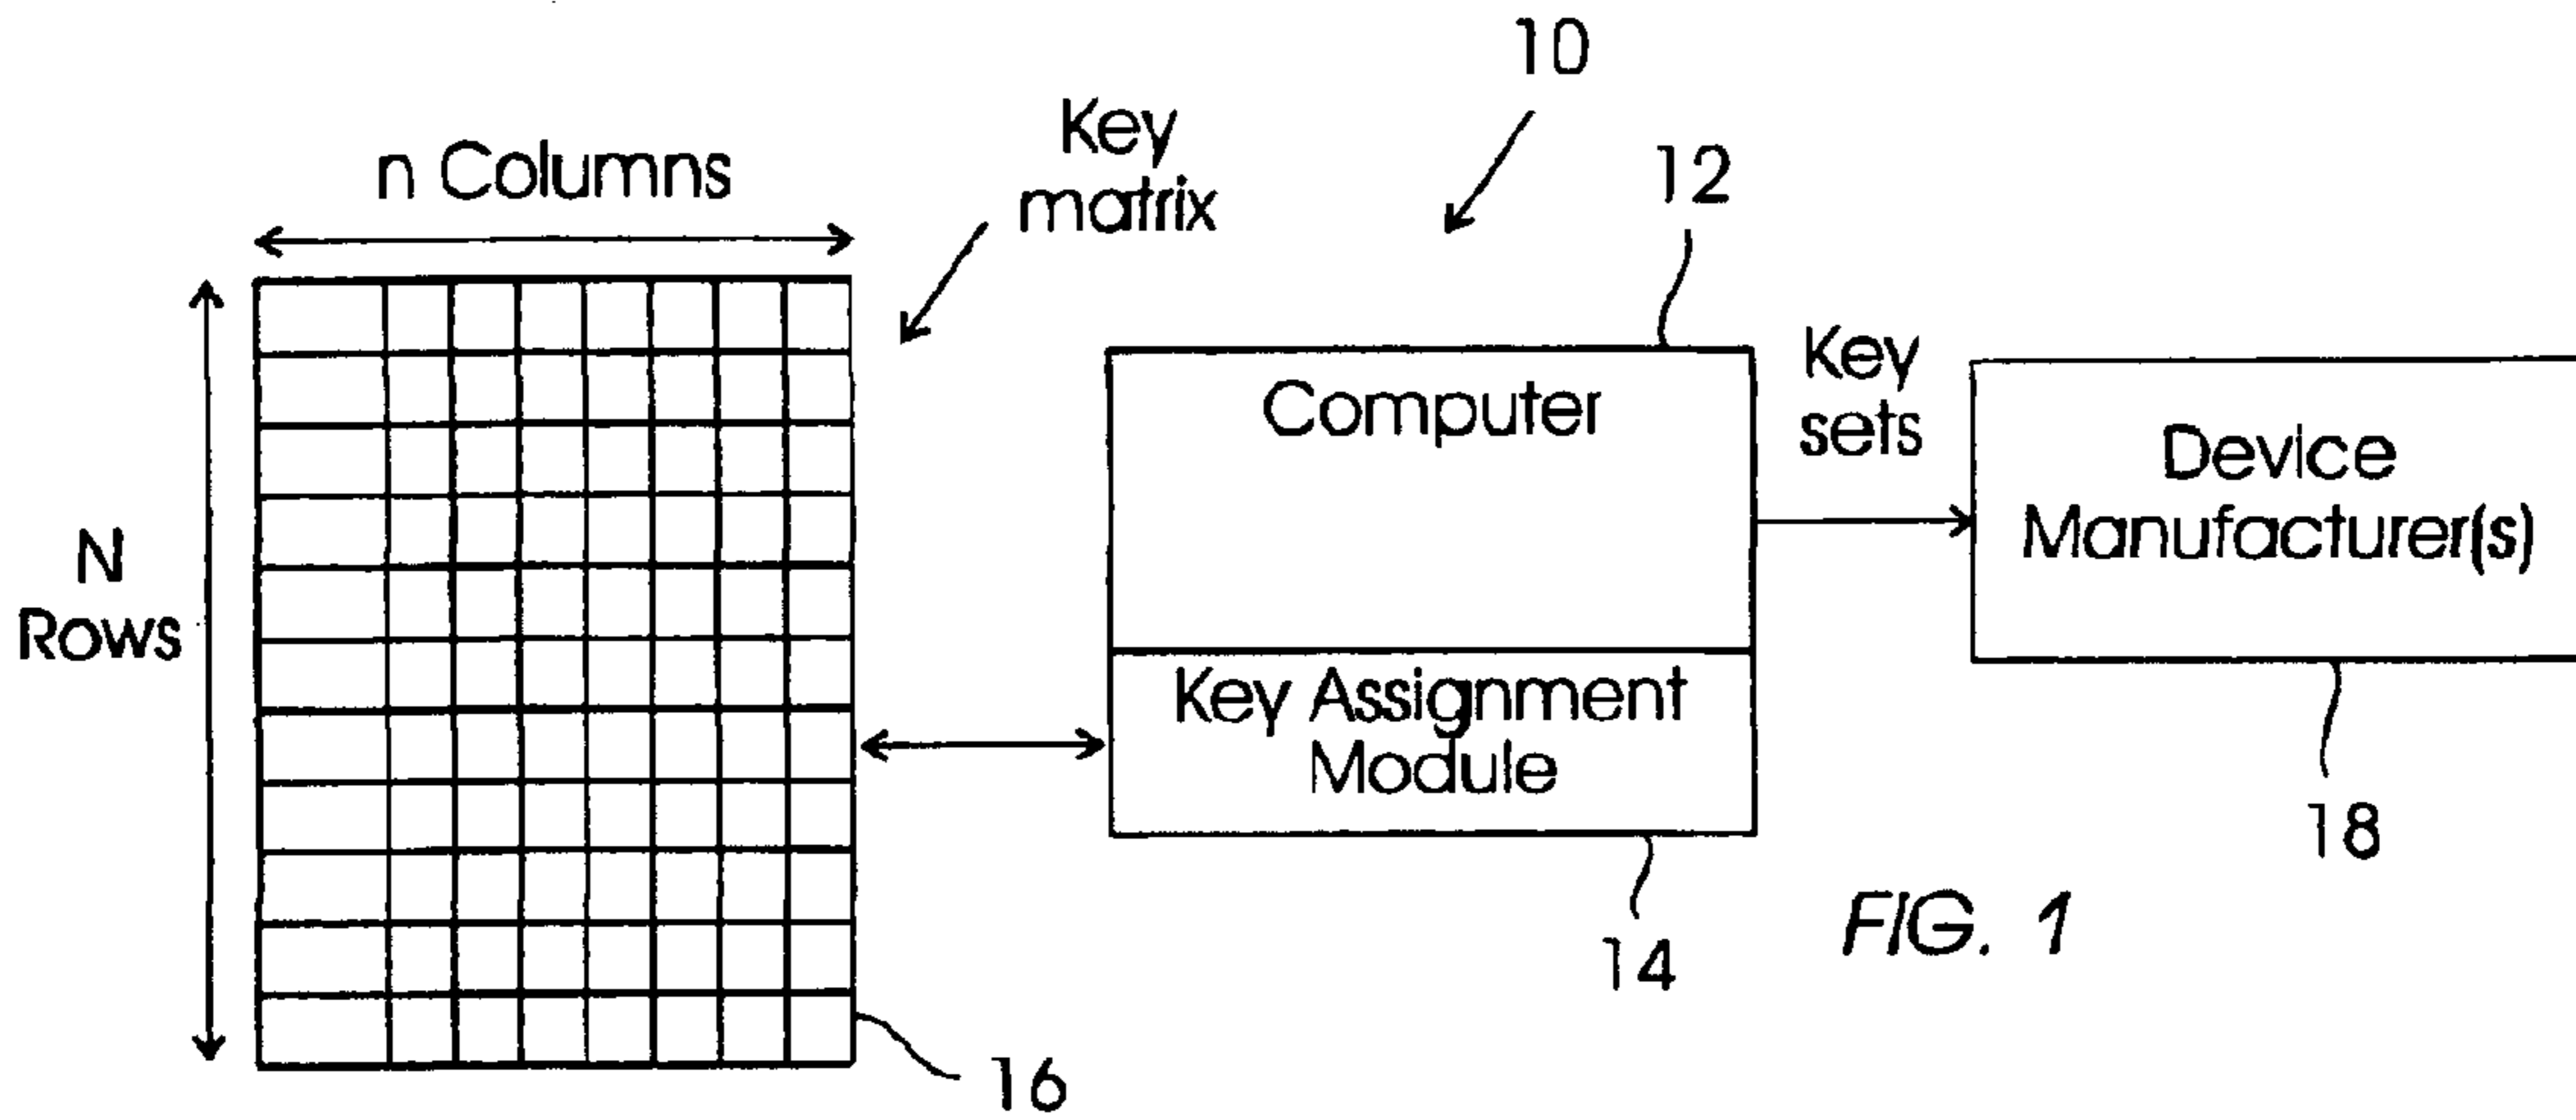 10
Key
matrix
12
n Columns
Key
sets
Computer
Device
Manufacturer(s)
N
Rows
Key Assignment
Module
18
14
FIG. 1
16